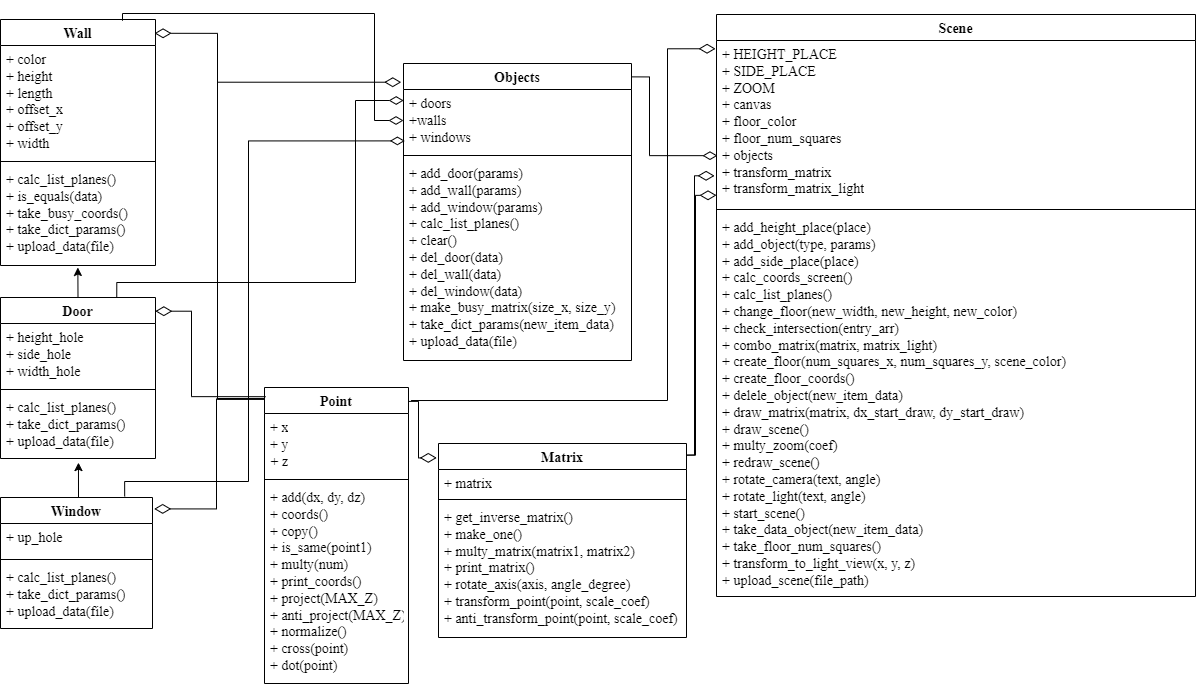 Wall
+ color
+ height
+ length
+ offset_x
+ offset_y
+ width
+ calc_list_planes()
+ is_equals(data)
+ take_busy_coords()
+ take_dict_params()
+ upload_data(file)
Door
+ height_hole
+ side_hole
+ width_hole
+ calc_list_planes()
+ take_dict_params()
+ upload_data(file)
Window
+ up_hole
+ calc_list_planes()
+ take_dict_params()
+ upload_data(file)
Objects
+ doors
+walls
+ windows
+ add_door(params)
+ add_wall(params)
+ add_window(params)
+ calc_list_planes()
+ clear()
+ del_door(data)
+ del_wall(data)
+ del_window(data)
+ make_busy_matrix(size_x, size_y)
+ take_dict_params(new_item_data)
+ upload_data(file)
Point
+ x
+ y
+ z
+ add(dx, dy, dz)
+ coords()
+ copy()
+ is_same(point1)
+ multy(num)
+ print_coords()
+ project(MAX_Z)
+ anti_project(MAX_Z)
+ normalize()
+ cross(point)
+ dot(point)
Matrix
+ matrix
+ get_inverse_matrix()
+ make_one()
+ multy_matrix(matrix1, matrix2)
+ print_matrix()
+ rotate_axis(axis, angle_degree)
+ transform_point(point, scale_coef)
+ anti_transform_point(point, scale_coef)
Scene
+ HEIGHT_PLACE
+ SIDE_PLACE
+ ZOOM
+ canvas
+ floor_color
+ floor_num_squares
+ objects
+ transform_matrix
+ transform_matrix_light
+ add_height_place(place)
+ add_object(type, params)
+ add_side_place(place)
+ calc_coords_screen()
+ calc_list_planes()
+ change_floor(new_width, new_height, new_color)
+ check_intersection(entry_arr)
+ combo_matrix(matrix, matrix_light)
+ create_floor(num_squares_x, num_squares_y, scene_color)
+ create_floor_coords()
+ delele_object(new_item_data)
+ draw_matrix(matrix, dx_start_draw, dy_start_draw)
+ draw_scene()
+ multy_zoom(coef)
+ redraw_scene()
+ rotate_camera(text, angle)
+ rotate_light(text, angle)
+ start_scene()
+ take_data_object(new_item_data)
+ take_floor_num_squares()
+ transform_to_light_view(x, y, z)
+ upload_scene(file_path)